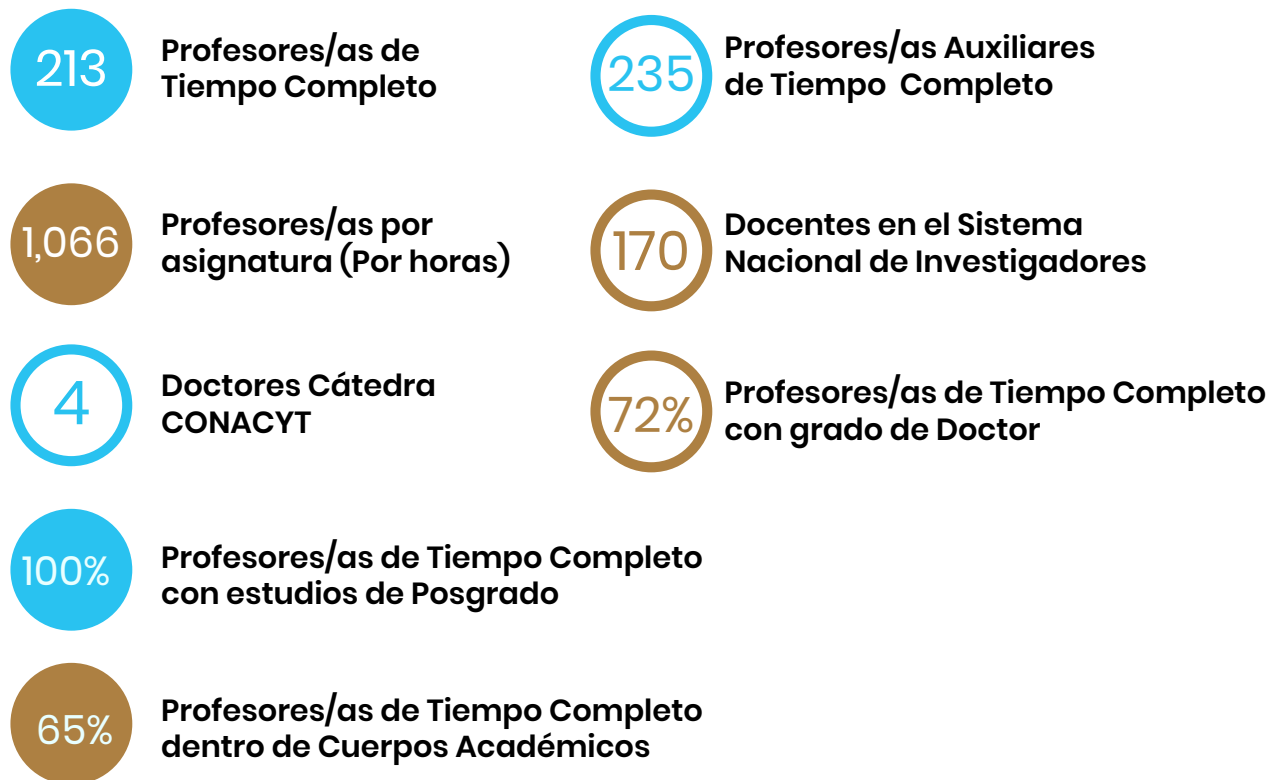 213
Profesores/as de
Tiempo Completo
235
Profesores/as Auxiliares
de Tiempo Completo
1,066
Profesores/as por
asignatura (Por horas)
170
Docentes en el Sistema
Nacional de Investigadores
4
Doctores Cátedra
CONACYT
72%
Profesores/as de Tiempo Completo
con grado de Doctor
100%
Profesores/as de Tiempo Completo
con estudios de Posgrado
65%
Profesores/as de Tiempo Completo
dentro de Cuerpos Académicos